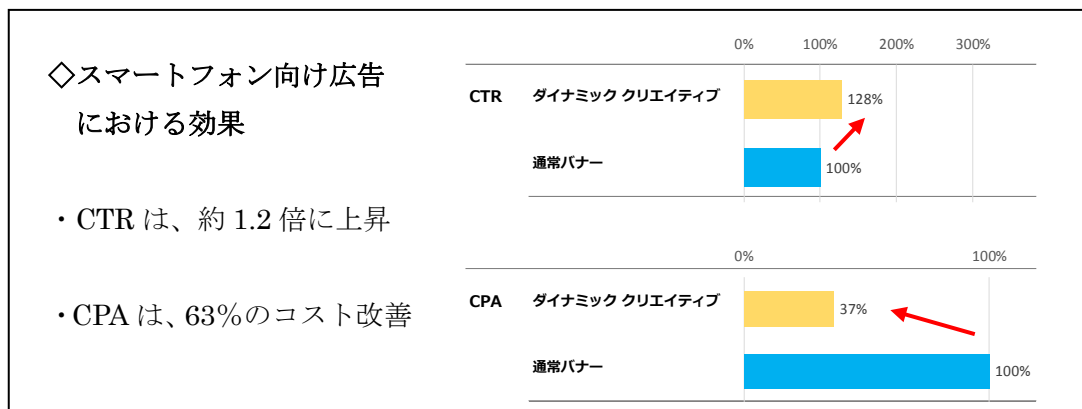 ◇スマートフォン向け広告
における効果
・CTR は、約 1.2 倍に上昇
・CPA は、63%のコスト改善
0% 100% 200% 300%
CTR ダイナミック クリエイティブ 128%
通常バナー 100%
0% 100%
CPA ダイナミック クリエイティブ 37%
通常バナー 100%